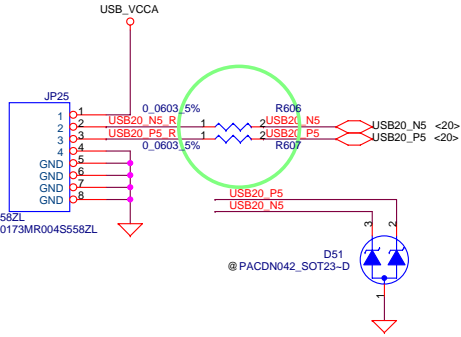 USB_VCCA
JP25
1 1
2 2
3 3
4 4
GND 5
GND 6
GND 7
GND 8
58ZL
0173MR004S558ZL
0_0603_5% R606
USB20_N5_R 1 2 USB20_N5
USB20_P5_R 1 2 USB20_P5
0_0603_5% R607
USB20_N5 <20>
USB20_P5 <20>
USB20_P5
USB20_N5
3 2
D51
@PACDN042_SOT23~D
1